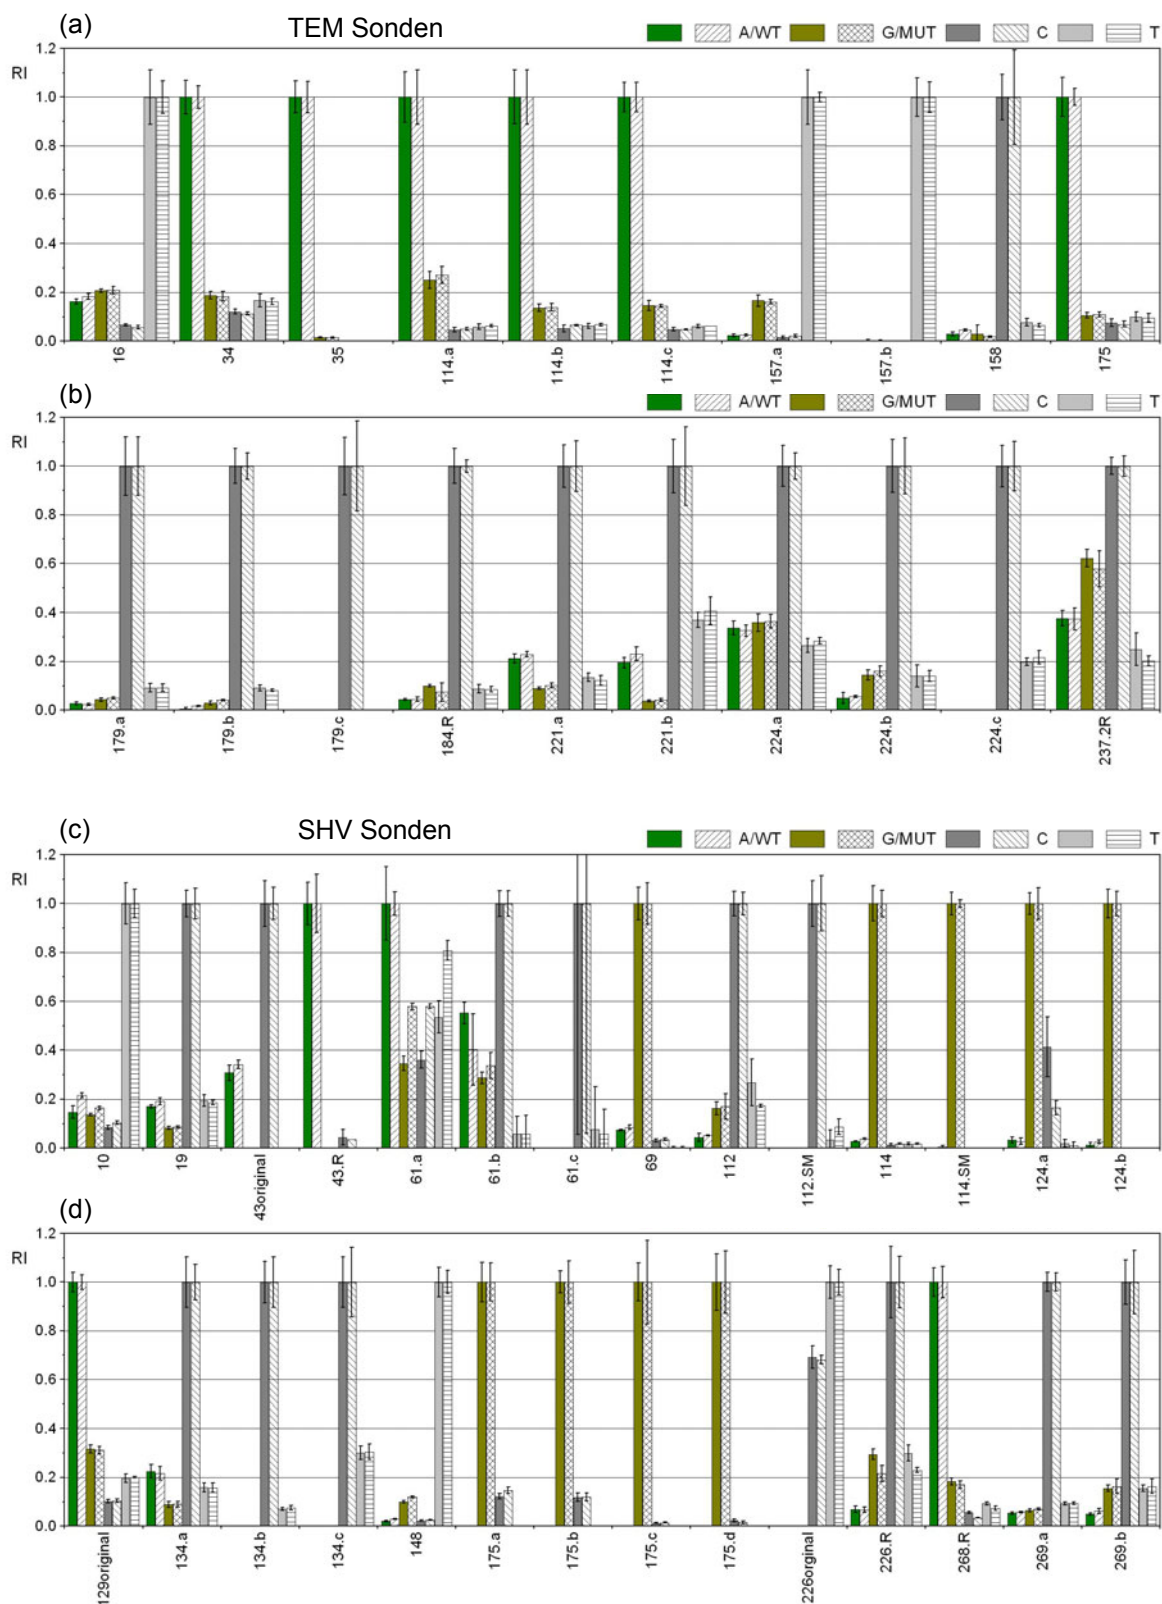 (a) TEM Sonden
A/WT G/MUT C T
1.2
RI
1.0
0.8
0.6
0.4
0.2
0.0
16 34 35 114.a 114.b 114.c 157.a 157.b 158 175
(b)
A/WT G/MUT C T
1.2
RI
1.0
0.8
0.6
0.4
0.2
0.0
179.a 179.b 179.c 184.R 221.a 221.b 224.a 224.b 224.c 237.2R
(c) SHV Sonden
A/WT G/MUT C T
1.2
RI
1.0
0.8
0.6
0.4
0.2
0.0
10 19 43original 43.R 61.a 61.b 61.c 69 112 112.SM 114 114.SM 124.a 124.b
(d)
1.2
RI
1.0
0.8
0.6
0.4
0.2
0.0
129original 134.a 134.b 134.c 148 175.a 175.b 175.c 175.d 226orginal 226.R 268.R 269.a 269.b